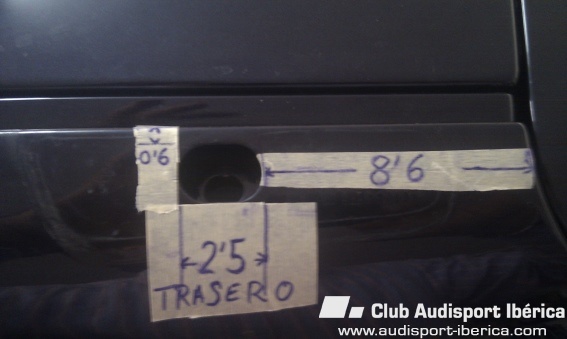 0'6
8'6
2'5
TRASERO
Club Audisport Ibérica
www.audisport-iberica.com